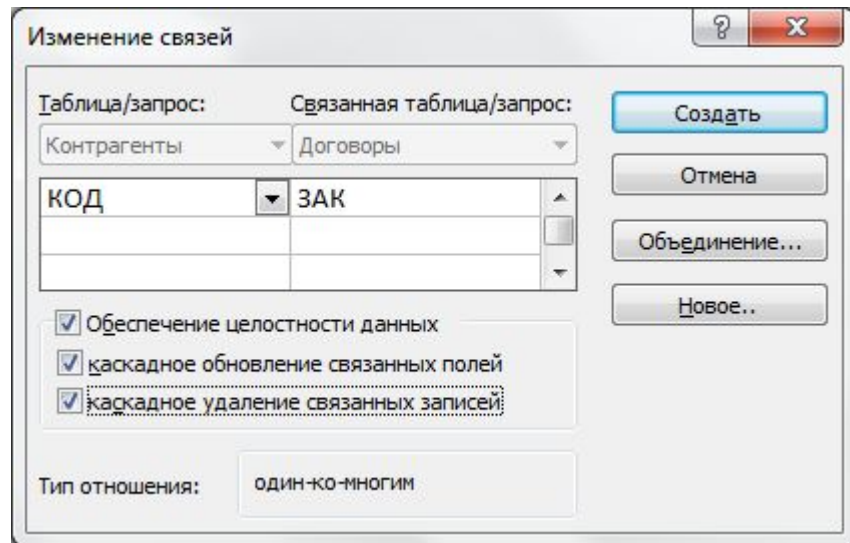 Изменение связей
Таблица/запрос: Связанная таблица/запрос:
Контрагенты Договоры
КОД ЗАК
Обеспечение целостности данных
каскадное обновление связанных полей
каскадное удаление связанных записей
Тип отношения: один-ко-многим
Создать
Отмена
Объединение...
Новое..